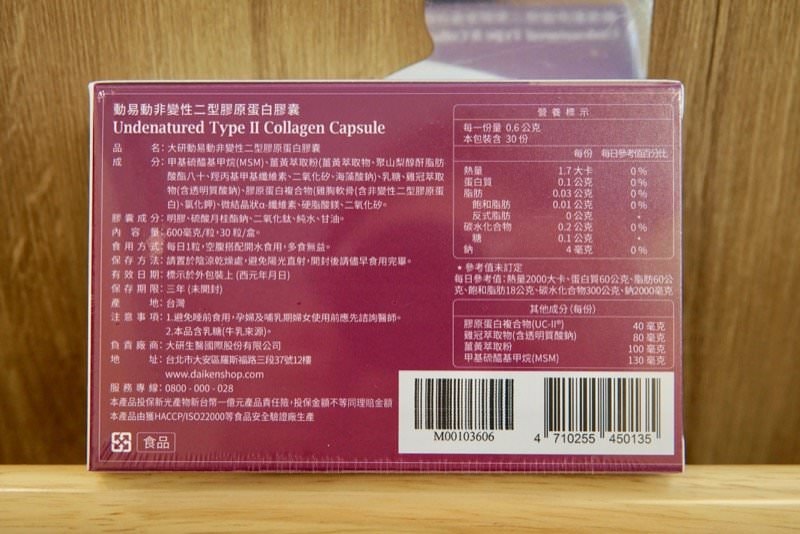 動易動非變性二型膠原蛋白膠囊
Undenatured Type II Collagen Capsule
品　　名：大研動易動非變性二型膠原蛋白膠囊
成　　分：甲基硫醯基甲烷(MSM)、薑黃萃取粉(薑黃萃取物、聚山梨醇酐脂肪
酸酯八十、羥丙基甲基纖維素、二氧化矽、海藻酸鈉)、乳糖、雞冠萃取
物(含透明質酸鈉)、膠原蛋白複合物(雞胸軟骨(含非變性二型膠原蛋
白)、氯化鉀)、微結晶狀α-纖維素、硬脂酸鎂、二氧化矽。
膠囊成分：明膠、硫酸月桂酯鈉、二氧化鈦、純水、甘油。
內 容 量：600毫克/粒，30 粒/盒。
食用方式：每日1粒，空腹搭配開水食用，多食無益。
保存方法：請置於陰涼乾燥處，避免陽光直射，開封後請儘早食用完畢。
有效日期：標示於外包裝上 (西元年月日)
保存期限：三年 (未開封)
產　　地：台灣
注意事項：1.避免睡前食用，孕婦及哺乳期婦女使用前應先諮詢醫師。
2.本品含乳糖(牛乳來源)。
負責廠商：大研生醫國際股份有限公司
地　　址：台北市大安區羅斯福路三段37號12樓
www.daikenshop.com
服務專線：0800 - 000 - 028
本產品投保新光產物新台幣一億元產品責任險，投保金額不等同理賠金額
本產品由獲HACCP/ISO22000等食品安全驗證廠生產
食品
營養標示
每一份量 0.6 公克
本包裝含 30 份
每份 每日參考值百分比
熱量 1.7 大卡 0 %
蛋白質 0.1 公克 0 %
脂肪 0.03 公克 0 %
飽和脂肪 0.01 公克 0 %
反式脂肪 0 公克 *
碳水化合物 0.2 公克 0 %
糖 0.1 公克 *
鈉 4 毫克 0 %
* 參考值未訂定
每日參考值：熱量2000大卡、蛋白質60公克、脂肪60公
克、飽和脂肪18公克、碳水化合物300公克、鈉2000毫克
其他成分 (每份)
膠原蛋白複合物(UC-II®) 40 毫克
雞冠萃取物(含透明質酸鈉) 80 毫克
薑黃萃取粉 100 毫克
甲基硫醯基甲烷(MSM) 130 毫克
M00103606
4 710255 450135